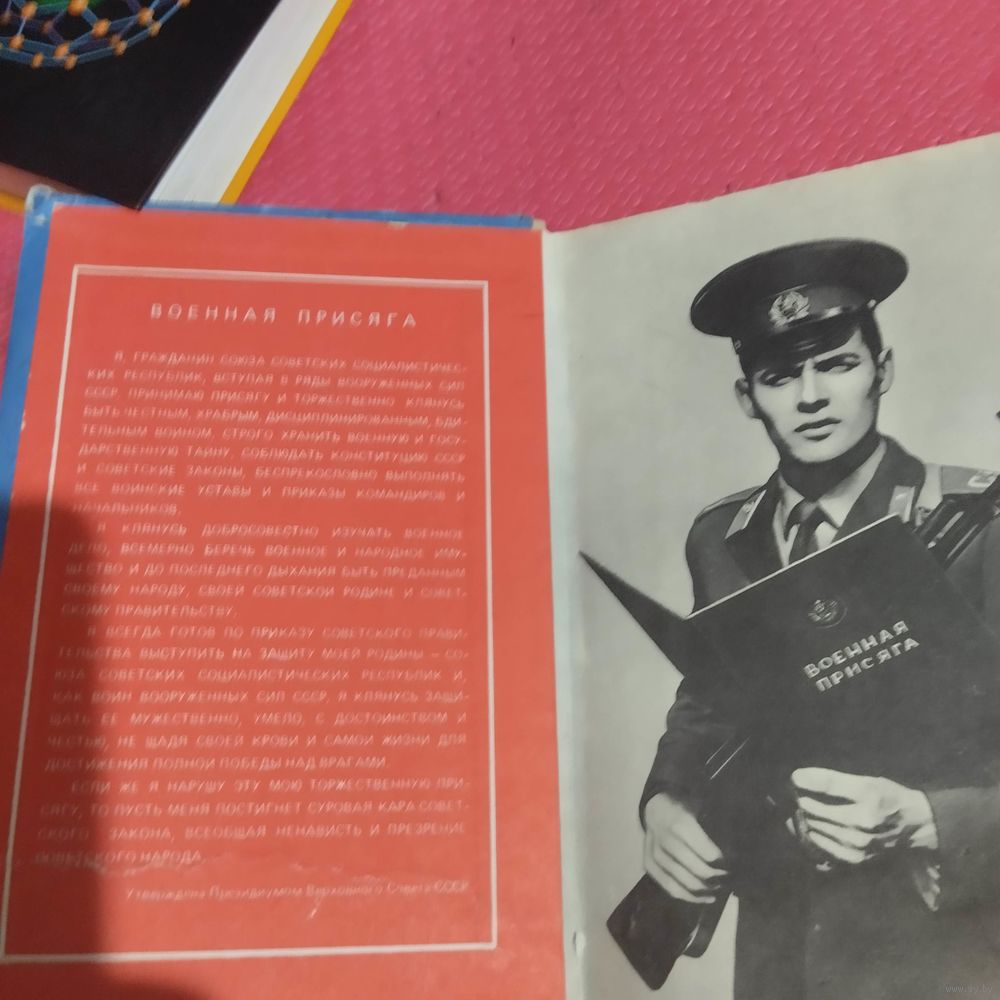 ВОЕННАЯ ПРИСЯГА
Я, ГРАЖДАНИН СОЮЗА СОВЕТСКИХ СОЦИАЛИСТИЧЕС-
КИХ РЕСПУБЛИК, ВСТУПАЯ В РЯДЫ ВООРУЖЕННЫХ СИЛ
СССР, ПРИНИМАЮ ПРИСЯГУ И ТОРЖЕСТВЕННО КЛЯНУСЬ
БЫТЬ ЧЕСТНЫМ, ХРАБРЫМ, ДИСЦИПЛИНИРОВАННЫМ, БДИ-
ТЕЛЬНЫМ ВОИНОМ, СТРОГО ХРАНИТЬ ВОЕННУЮ И ГОСУ-
ДАРСТВЕННУЮ ТАЙНУ, СОБЛЮДАТЬ КОНСТИТУЦИЮ СССР
И СОВЕТСКИЕ ЗАКОНЫ, БЕСПРЕКОСЛОВНО ВЫПОЛНЯТЬ
ВСЕ ВОИНСКИЕ УСТАВЫ И ПРИКАЗЫ КОМАНДИРОВ И
НАЧАЛЬНИКОВ.
Я КЛЯНУСЬ ДОБРОСОВЕСТНО ИЗУЧАТЬ ВОЕННОЕ
ДЕЛО, ВСЕМЕРНО БЕРЕЧЬ ВОЕННОЕ И НАРОДНОЕ ИМУ-
ЩЕСТВО И ДО ПОСЛЕДНЕГО ДЫХАНИЯ БЫТЬ ПРЕДАННЫМ
СВОЕМУ НАРОДУ, СВОЕЙ СОВЕТСКОЙ РОДИНЕ И СОВЕТ-
СКОМУ ПРАВИТЕЛЬСТВУ.
Я ВСЕГДА ГОТОВ ПО ПРИКАЗУ СОВЕТСКОГО ПРАВИ-
ТЕЛЬСТВА ВЫСТУПИТЬ НА ЗАЩИТУ МОЕЙ РОДИНЫ – СО-
ЮЗА СОВЕТСКИХ СОЦИАЛИСТИЧЕСКИХ РЕСПУБЛИК И,
КАК ВОИН ВООРУЖЕННЫХ СИЛ СССР, Я КЛЯНУСЬ ЗАЩИ-
ЩАТЬ ЕЕ МУЖЕСТВЕННО, УМЕЛО, С ДОСТОИНСТВОМ И
ЧЕСТЬЮ, НЕ ЩАДЯ СВОЕЙ КРОВИ И САМОЙ ЖИЗНИ ДЛЯ
ДОСТИЖЕНИЯ ПОЛНОЙ ПОБЕДЫ НАД ВРАГАМИ.
ЕСЛИ ЖЕ Я НАРУШУ ЭТУ МОЮ ТОРЖЕСТВЕННУЮ ПРИ-
СЯГУ, ТО ПУСТЬ МЕНЯ ПОСТИГНЕТ СУРОВАЯ КАРА СОВЕТ-
СКОГО ЗАКОНА, ВСЕОБЩАЯ НЕНАВИСТЬ И ПРЕЗРЕНИЕ
СОВЕТСКОГО НАРОДА.
Утверждена Президиумом Верховного Совета СССР
ВОЕННАЯ
ПРИСЯГА
www.ay.by